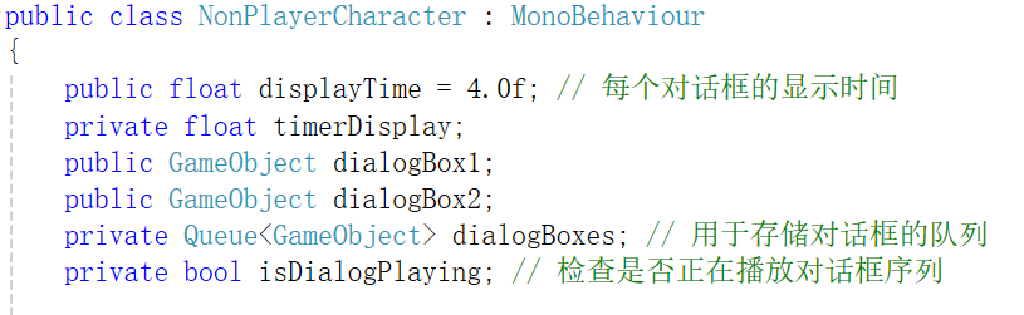 public class NonPlayerCharacter : MonoBehaviour
{
public float displayTime = 4.0f; // 每个对话框的显示时间
private float timerDisplay;
public GameObject dialogBox1;
public GameObject dialogBox2;
private Queue<GameObject> dialogBoxes; // 用于存储对话框的队列
private bool isDialogPlaying; // 检查是否正在播放对话框序列